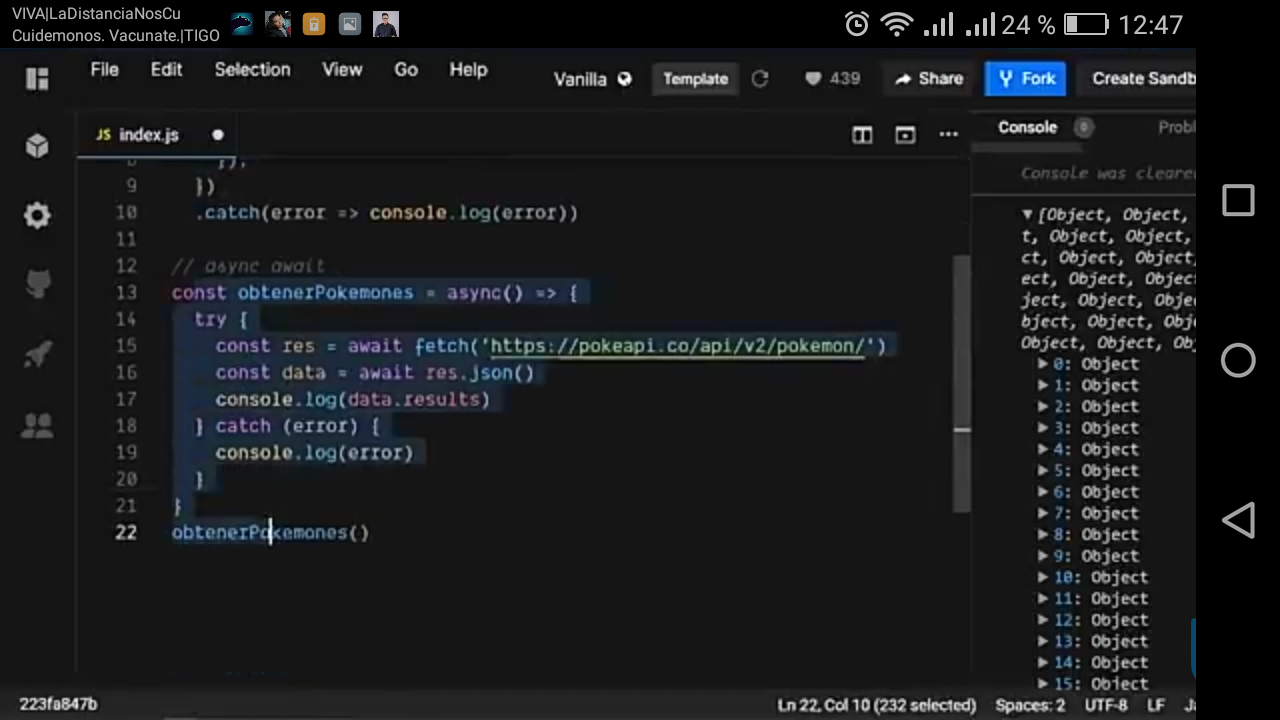 VIVA|LaDistanciaNosCu
Cuidemonos. Vacunate.|TIGO
24 %
12:47
File Edit Selection View Go Help
Vanilla
Template
439
Share
Fork
Create Sandb
JS index.js
Console 0
Probl
Console was cleare
8 });
9 })
10 .catch(error => console.log(error))
11
12 // async await
13 const obtenerPokemones = async() => {
14 try {
15 const res = await fetch('https://pokeapi.co/api/v2/pokemon/')
16 const data = await res.json()
17 console.log(data.results)
18 } catch (error) {
19 console.log(error)
20 }
21 }
22 obtenerPokemones()
▼[Object, Object,
t, Object, Object,
ct, Object, Object,
ect, Object, Object,
ject, Object, Object,
bject, Object, Obj
Object, Object, Ob
▶ 0: Object
▶ 1: Object
▶ 2: Object
▶ 3: Object
▶ 4: Object
▶ 5: Object
▶ 6: Object
▶ 7: Object
▶ 8: Object
▶ 9: Object
▶ 10: Object
▶ 11: Object
▶ 12: Object
▶ 13: Object
▶ 14: Object
▶ 15: Object
223fa847b
Ln 22, Col 10 (232 selected)
Spaces: 2
UTF-8
LF
Ja